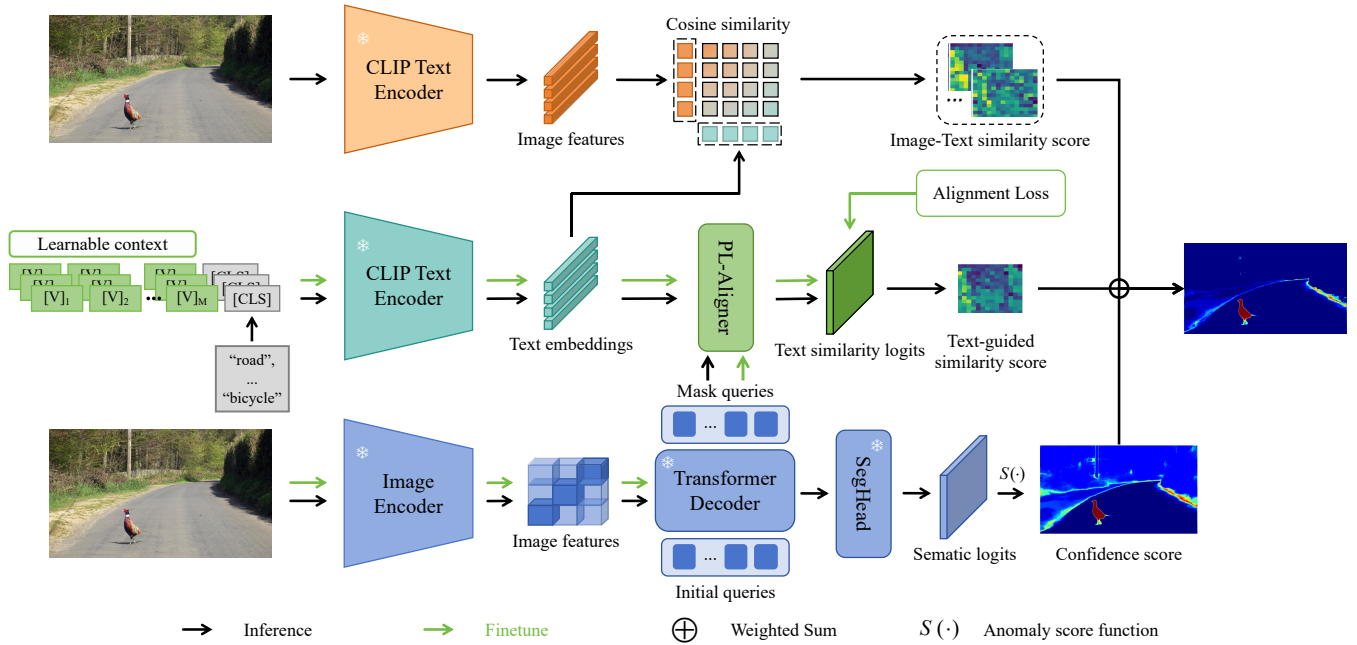 Cosine similarity
CLIP Text
Encoder
Image features
...
Image-Text similarity score
Alignment Loss
Learnable context
[V] [V] [V] [CLS]
[CLS]
[V]1 [V]2 ... [V]M [CLS]
CLIP Text
Encoder
Text embeddings
PL-Aligner
Text similarity logits
Text-guided
similarity score
“road”,
...
“bicycle”
Mask queries
...
Image
Encoder
Image features
Transformer
Decoder
SegHead
S(·)
Sematic logits
Confidence score
...
Initial queries
Inference
Finetune
Weighted Sum
S(·) Anomaly score function